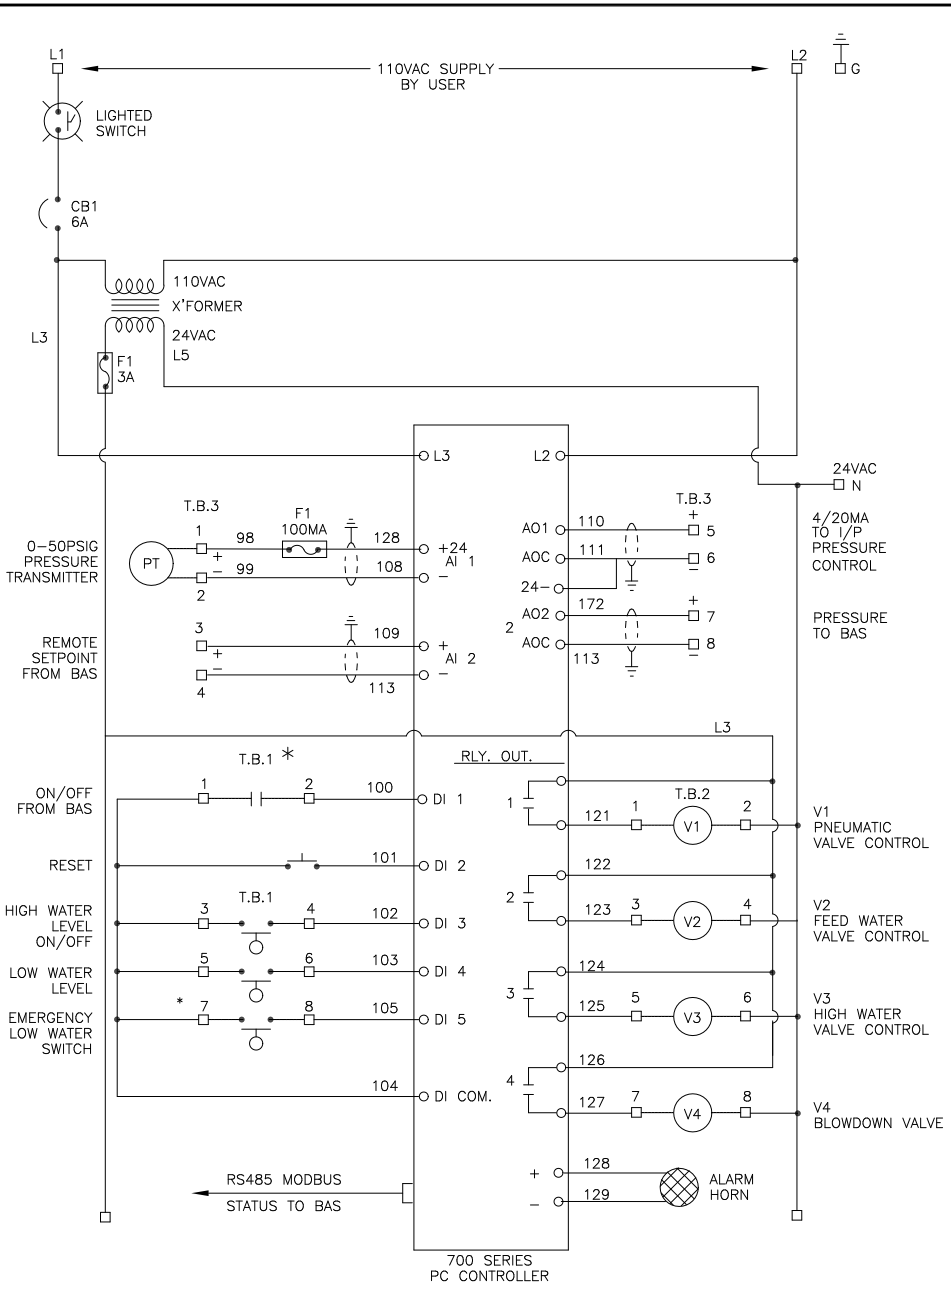 L1
110VAC SUPPLY
BY USER
L2
G
LIGHTED
SWITCH
CB1
6A
110VAC
X'FORMER
24VAC
L5
L3
F1
3A
L3
L2
24VAC
N
T.B.3
1
98
F1
100MA
128
+24
AI 1
0–50PSIG
PRESSURE
TRANSMITTER
PT
+
–
99
108
–
2
T.B.3
+
AO1
110
5
AOC
111
6
–
24–
4/20MA
TO I/P
PRESSURE
CONTROL
REMOTE
SETPOINT
FROM BAS
3
109
+
AI 2
+
–
–
4
113
2
AO2
172
+
7
AOC
113
8
–
PRESSURE
TO BAS
L3
T.B.1 *
RLY. OUT.
ON/OFF
FROM BAS
1
2
100
DI 1
1
121
1
T.B.2
V1
2
V1
PNEUMATIC
VALVE CONTROL
RESET
101
DI 2
T.B.1
HIGH WATER
LEVEL
ON/OFF
3
4
102
DI 3
2
122
123
3
V2
4
V2
FEED WATER
VALVE CONTROL
LOW WATER
LEVEL
5
6
103
DI 4
3
124
125
5
V3
6
V3
HIGH WATER
VALVE CONTROL
EMERGENCY
LOW WATER
SWITCH
*
7
8
105
DI 5
104
DI COM.
4
126
127
7
V4
8
V4
BLOWDOWN VALVE
RS485 MODBUS
STATUS TO BAS
+
128
–
129
ALARM
HORN
700 SERIES
PC CONTROLLER